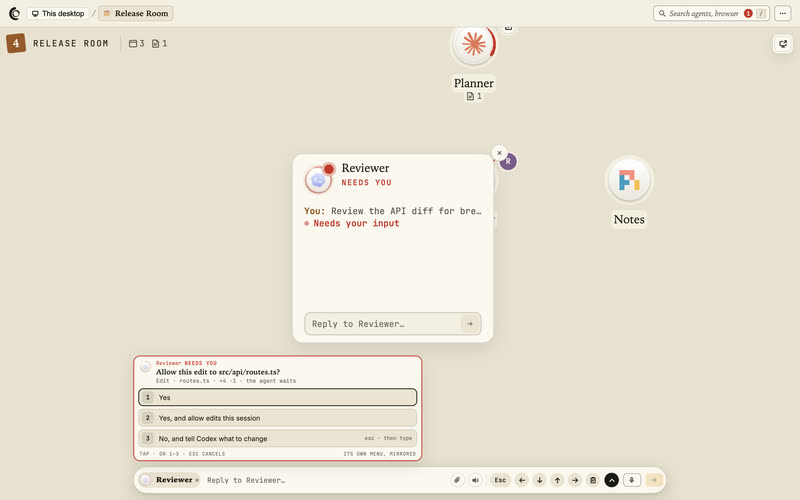 This desktop / Release Room
Search agents, browser 1 /
4 RELEASE ROOM 3 1
Planner
1
R
Reviewer
NEEDS YOU
You: Review the API diff for bre…
Needs your input
Notes
Reply to Reviewer…
Reviewer NEEDS YOU
Allow this edit to src/api/routes.ts?
Edit · routes.ts · +4 -1 · the agent waits
1 Yes
2 Yes, and allow edits this session
3 No, and tell Codex what to change esc · then type
TAP · OR 1–3 · ESC CANCELS ITS OWN MENU, MIRRORED
Reviewer × Reply to Reviewer… Esc